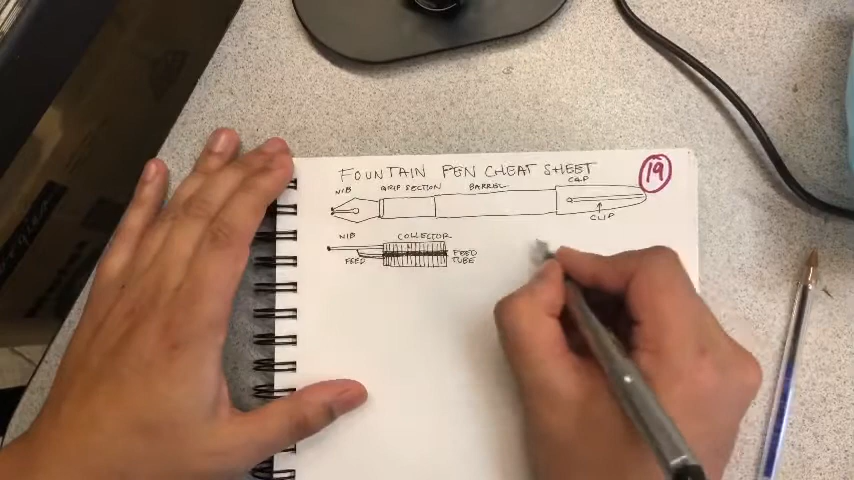 FOUNTAIN PEN CHEAT SHEET
19
NIB GRIP SECTION BARREL CAP
CLIP
NIB COLLECTOR
FEED FEED TUBE